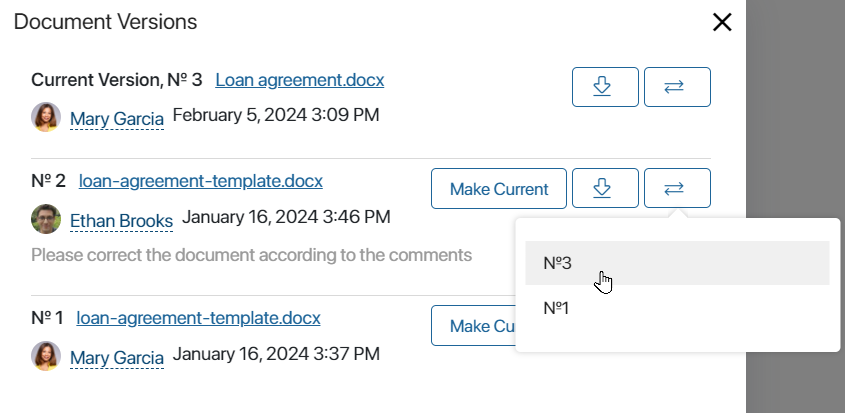 Document Versions
Current Version, № 3 Loan agreement.docx
Mary Garcia February 5, 2024 3:09 PM
№ 2 loan-agreement-template.docx Make Current
Ethan Brooks January 16, 2024 3:46 PM
Please correct the document according to the comments
№3
№1
№ 1 loan-agreement-template.docx Make Cu
Mary Garcia January 16, 2024 3:37 PM